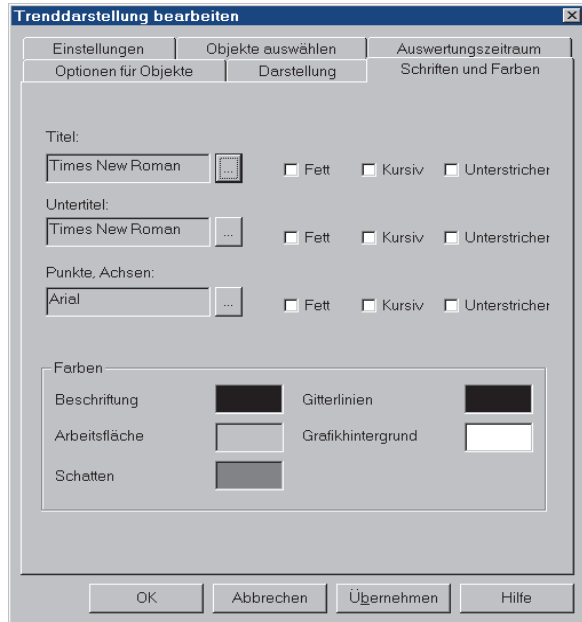 Trenddarstellung bearbeiten
Einstellungen Objekte auswählen Auswertungszeitraum
Optionen für Objekte Darstellung Schriften und Farben
Titel:
Times New Roman ... Fett Kursiv Unterstricher
Untertitel:
Times New Roman ... Fett Kursiv Unterstricher
Punkte, Achsen:
Arial ... Fett Kursiv Unterstricher
Farben
Beschriftung Gitterlinien
Arbeitsfläche Grafikhintergrund
Schatten
OK Abbrechen Übernehmen Hilfe